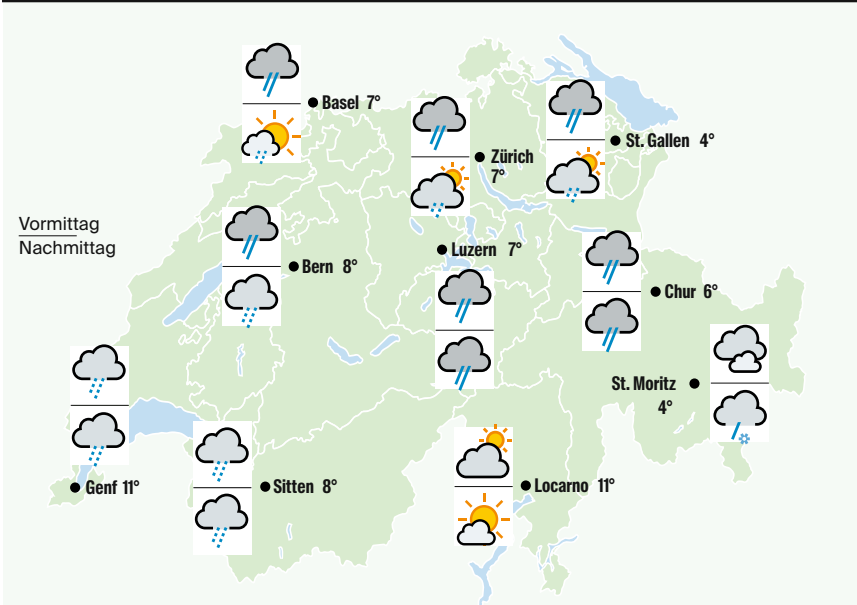 Basel 7°
St. Gallen 4°
Zürich
7°
Vormittag
Nachmittag
Luzern 7°
Bern 8°
Chur 6°
St. Moritz
4°
Genf 11°
Sitten 8°
Locarno 11°